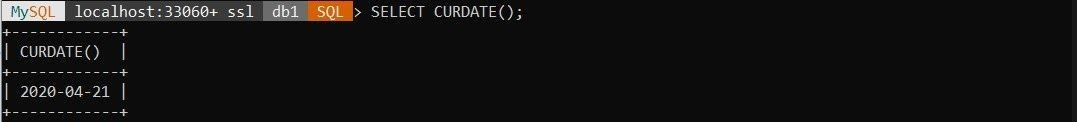 MySQL localhost:33060+ ssl db1 SQL > SELECT CURDATE();
+------------+
| CURDATE()  |
+------------+
| 2020-04-21 |
+------------+